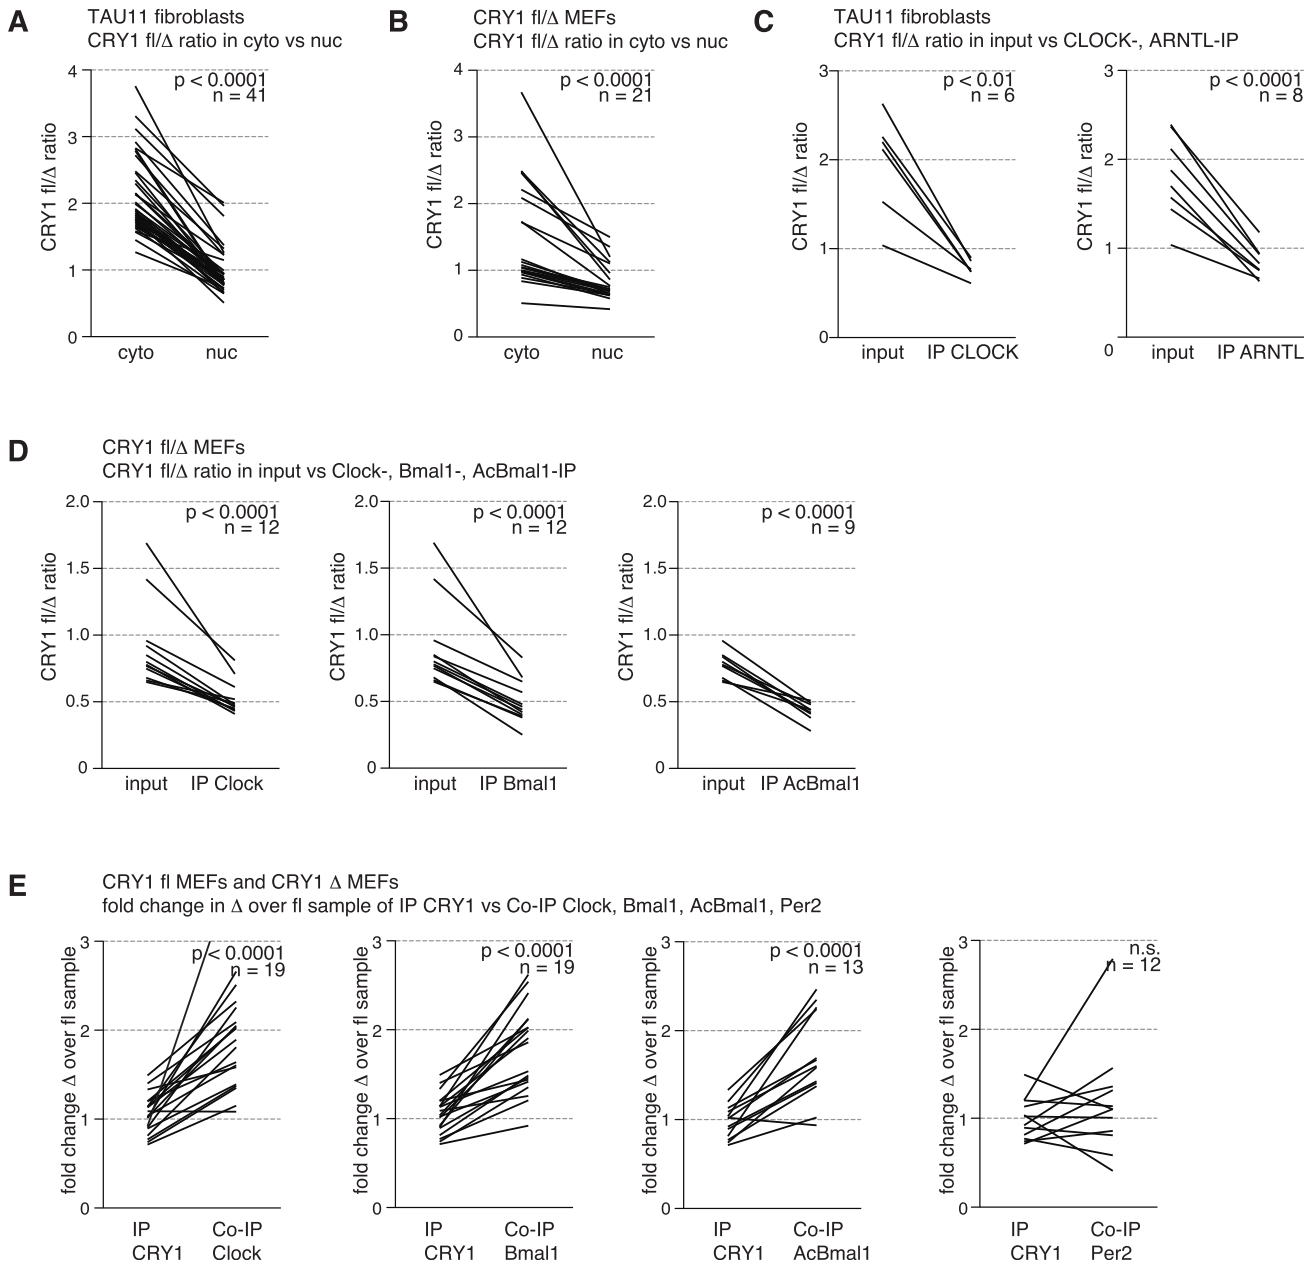 A
TAU11 fibroblasts
CRY1 fl/Δ ratio in cyto vs nuc
CRY1 fl/Δ ratio
4
3
2
1
0
p < 0.0001
n = 41
cyto nuc
B
CRY1 fl/Δ MEFs
CRY1 fl/Δ ratio in cyto vs nuc
CRY1 fl/Δ ratio
4
3
2
1
0
p < 0.0001
n = 21
cyto nuc
C
TAU11 fibroblasts
CRY1 fl/Δ ratio in input vs CLOCK-, ARNTL-IP
CRY1 fl/Δ ratio
3
2
1
0
p < 0.01
n = 6
input IP CLOCK
CRY1 fl/Δ ratio
3
2
1
0
p < 0.0001
n = 8
input IP ARNTL
D
CRY1 fl/Δ MEFs
CRY1 fl/Δ ratio in input vs Clock-, Bmal1-, AcBmal1-IP
CRY1 fl/Δ ratio
2.0
1.5
1.0
0.5
0
p < 0.0001
n = 12
input IP Clock
CRY1 fl/Δ ratio
2.0
1.5
1.0
0.5
0
p < 0.0001
n = 12
input IP Bmal1
CRY1 fl/Δ ratio
2.0
1.5
1.0
0.5
0
p < 0.0001
n = 9
input IP AcBmal1
E
CRY1 fl MEFs and CRY1 Δ MEFs
fold change in Δ over fl sample of IP CRY1 vs Co-IP Clock, Bmal1, AcBmal1, Per2
fold change Δ over fl sample
3
2
1
0
p < 0.0001
n = 19
IP Co-IP
CRY1 Clock
fold change Δ over fl sample
3
2
1
0
p < 0.0001
n = 19
IP Co-IP
CRY1 Bmal1
fold change Δ over fl sample
3
2
1
0
p < 0.0001
n = 13
IP Co-IP
CRY1 AcBmal1
fold change Δ over fl sample
3
2
1
0
n.s.
n = 12
IP Co-IP
CRY1 Per2